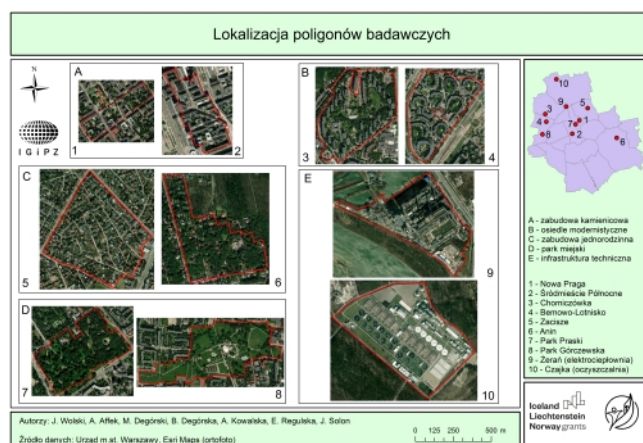 Lokalizacja poligonów badawczych
IGiPZ
A
1
2
B
3
4
C
5
6
E
9
10
D
7
8
10
9
5
3
4
7
1
8
2
6
A - zabudowa kamienicowa
B - osiedle modernistyczne
C - zabudowa jednorodzinna
D - park miejski
E - infrastruktura techniczna
1 - Nowa Praga
2 - Śródmieście Północne
3 - Chomiczówka
4 - Bemowo-Lotnisko
5 - Zacisze
6 - Anin
7 - Park Praski
8 - Park Górczewska
9 - Żerań (elektrociepłownia)
10 - Czajka (oczyszczalnia)
Autorzy: J. Wolski, A. Affek, M. Degórski, B. Degórska, A. Kowalska, E. Regulska, J. Solon
Źródło danych: Urząd m.st. Warszawy, Esri Maps (ortofoto)
0 125 250 500 m
Iceland
Liechtenstein
Norway grants